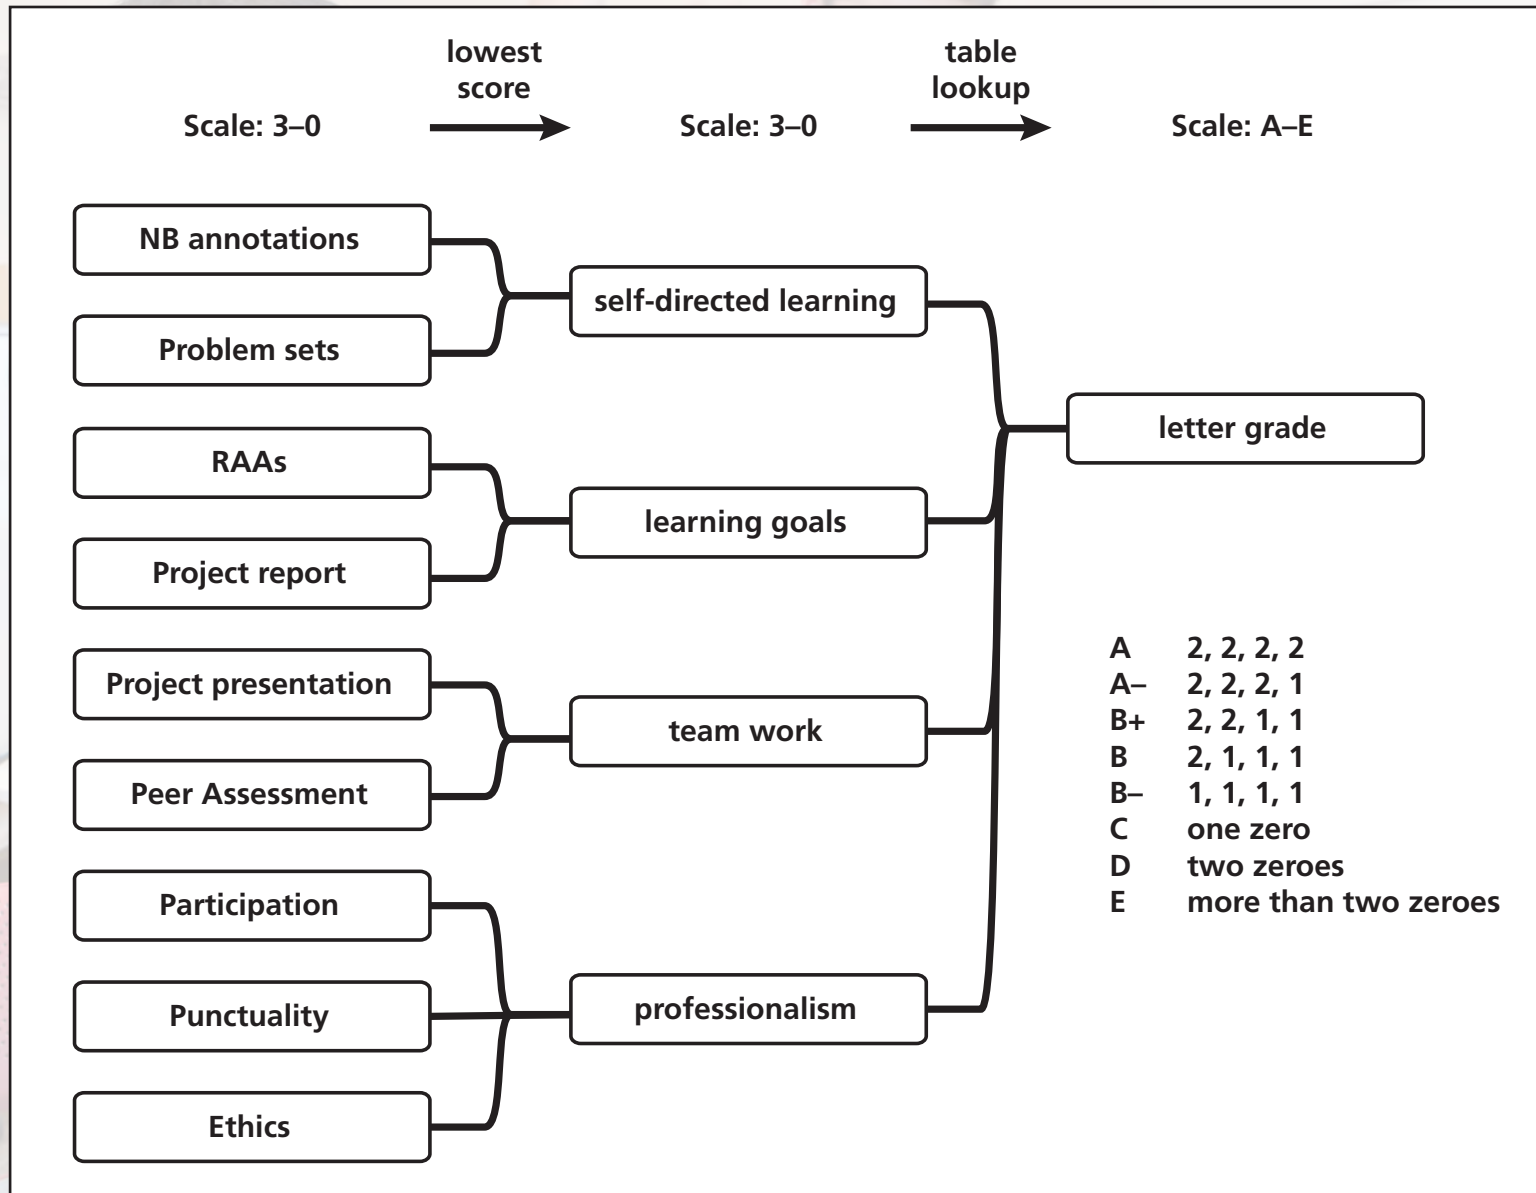 lowest
score
table
lookup
Scale: 3–0
Scale: 3–0
Scale: A–E
NB annotations
Problem sets
RAAs
Project report
Project presentation
Peer Assessment
Participation
Punctuality
Ethics
self-directed learning
learning goals
team work
professionalism
letter grade
A 2, 2, 2, 2
A– 2, 2, 2, 1
B+ 2, 2, 1, 1
B 2, 1, 1, 1
B– 1, 1, 1, 1
C one zero
D two zeroes
E more than two zeroes